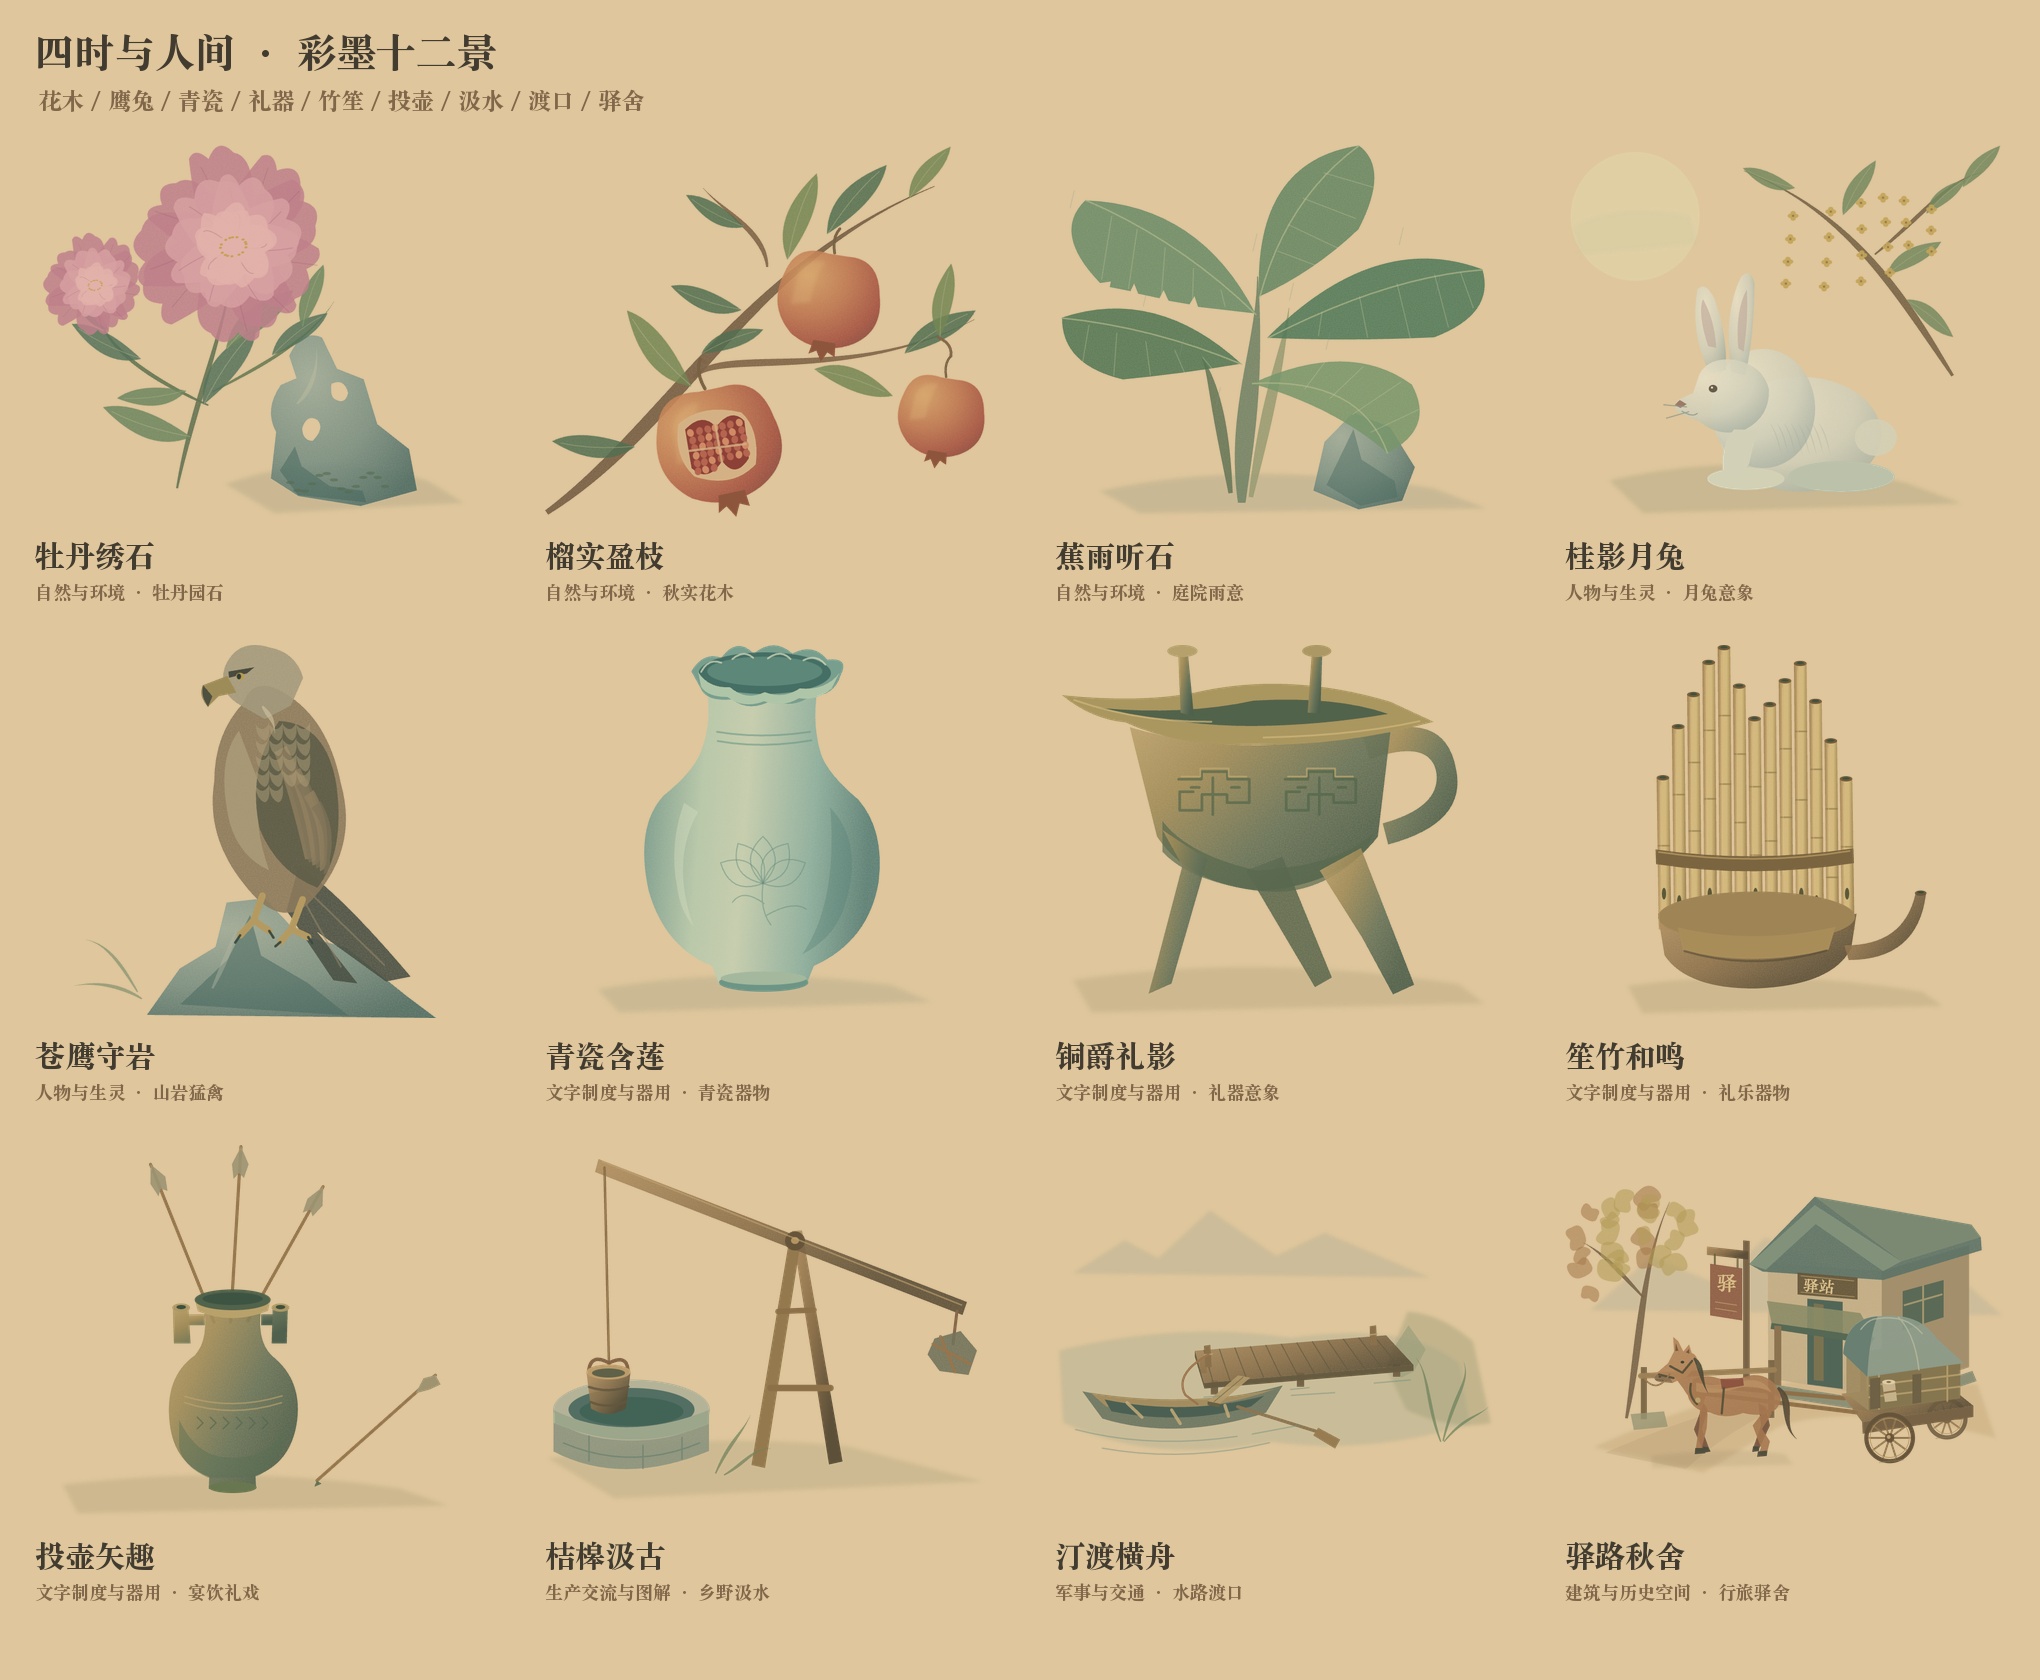 四时与人间 · 彩墨十二景
花木 / 鹰兔 / 青瓷 / 礼器 / 竹笙 / 投壶 / 汲水 / 渡口 / 驿舍
牡丹绣石
自然与环境 · 牡丹园石
榴实盈枝
自然与环境 · 秋实花木
蕉雨听石
自然与环境 · 庭院雨意
桂影月兔
人物与生灵 · 月兔意象
苍鹰守岩
人物与生灵 · 山岩猛禽
青瓷含莲
文字制度与器用 · 青瓷器物
铜爵礼影
文字制度与器用 · 礼器意象
笙竹和鸣
文字制度与器用 · 礼乐器物
驿
驿站
投壶矢趣
文字制度与器用 · 宴饮礼戏
桔槔汲古
生产交流与图解 · 乡野汲水
汀渡横舟
军事与交通 · 水路渡口
驿路秋舍
建筑与历史空间 · 行旅驿舍